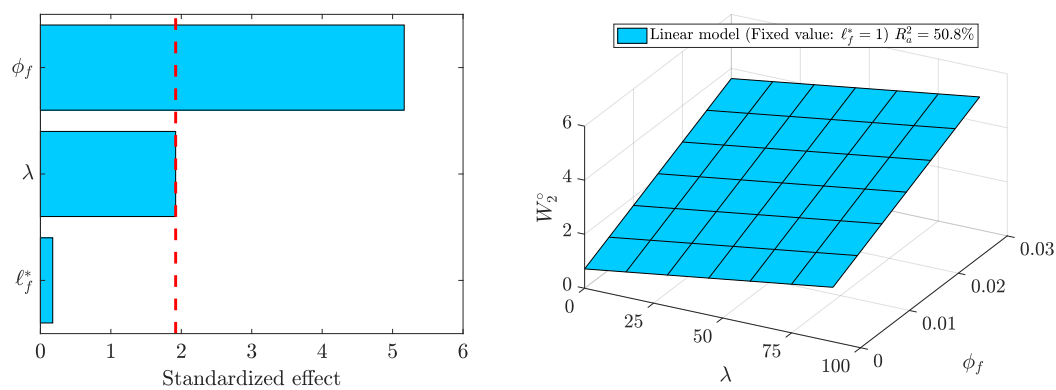 ϕ_f
λ
ℓ*_f
0 1 2 3 4 5 6
Standardized effect
Linear model (Fixed value: ℓ*_f = 1) R²_a = 50.8%
6
4
2
0
W°_2
0
25
50
75
100
λ
0
0.01
0.02
0.03
ϕ_f